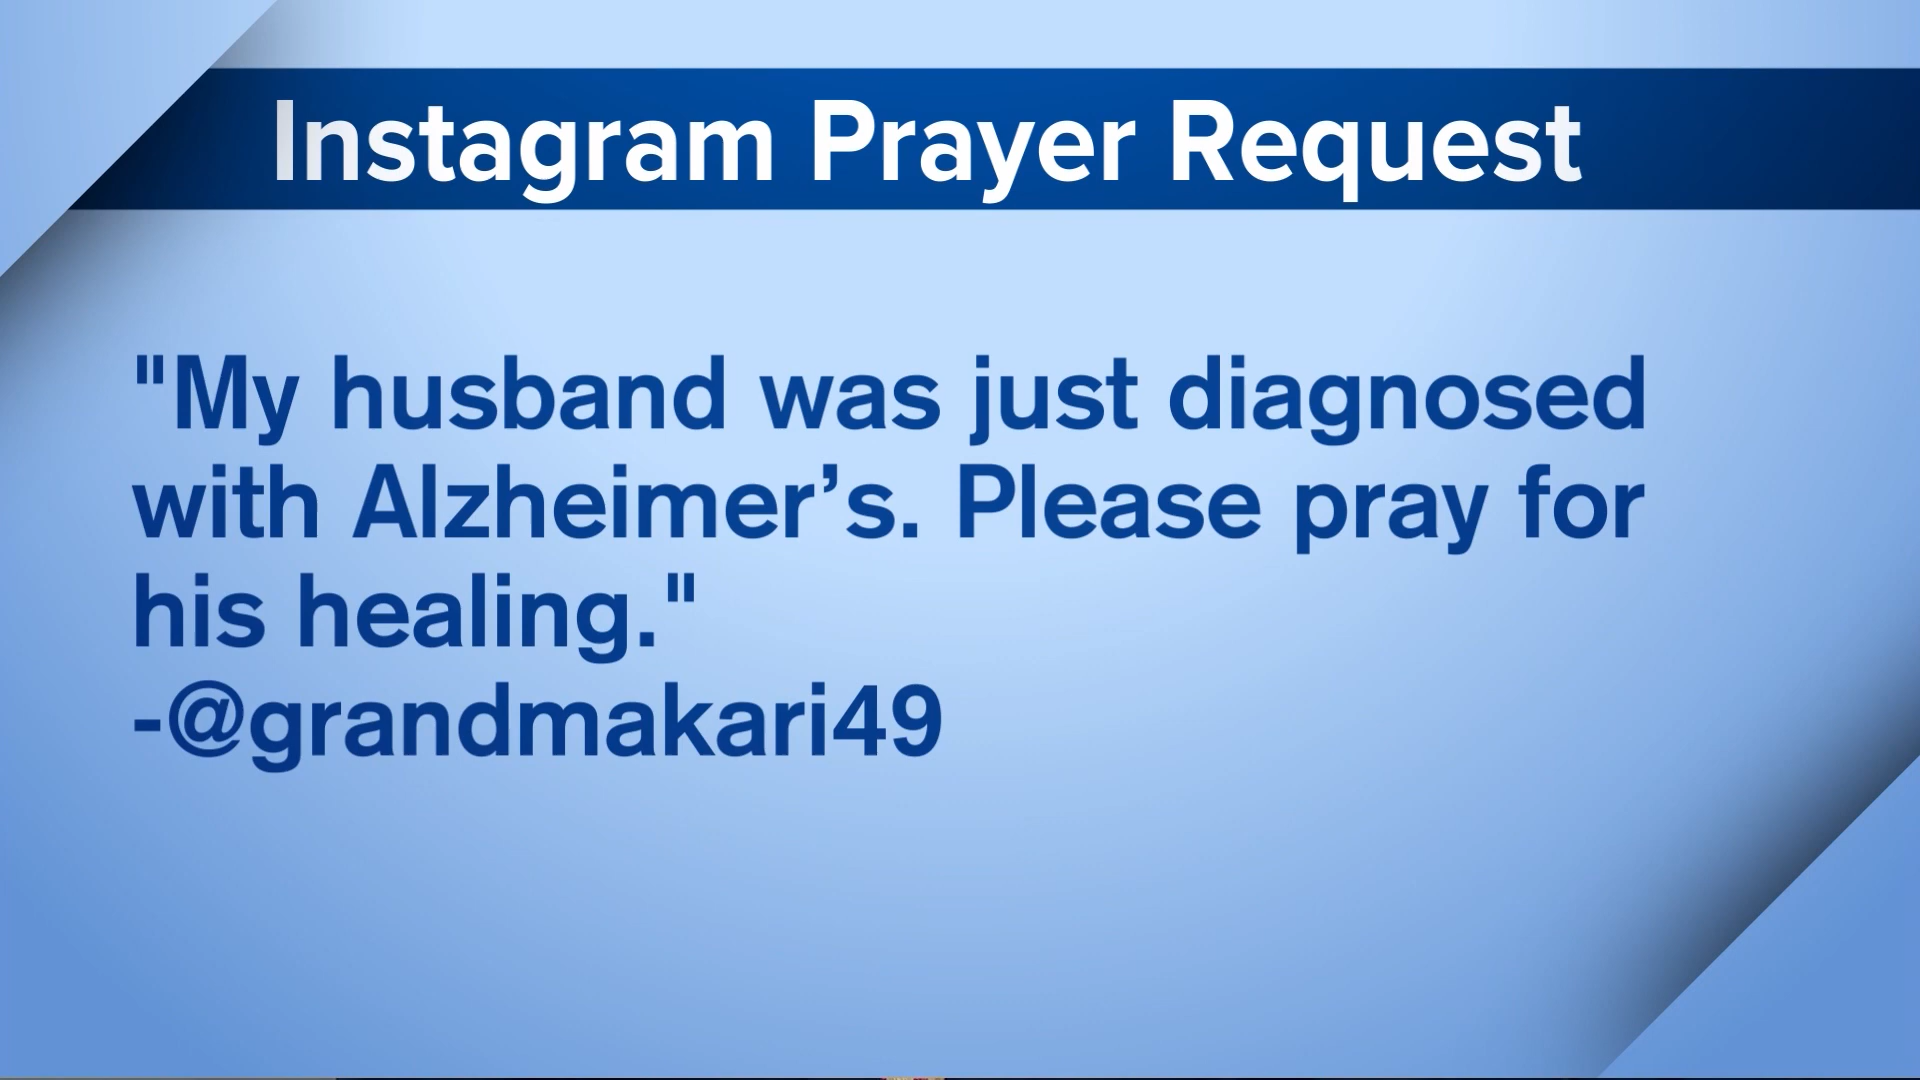 Instagram Prayer Request
"My husband was just diagnosed
with Alzheimer’s. Please pray for
his healing."
-@grandmakari49